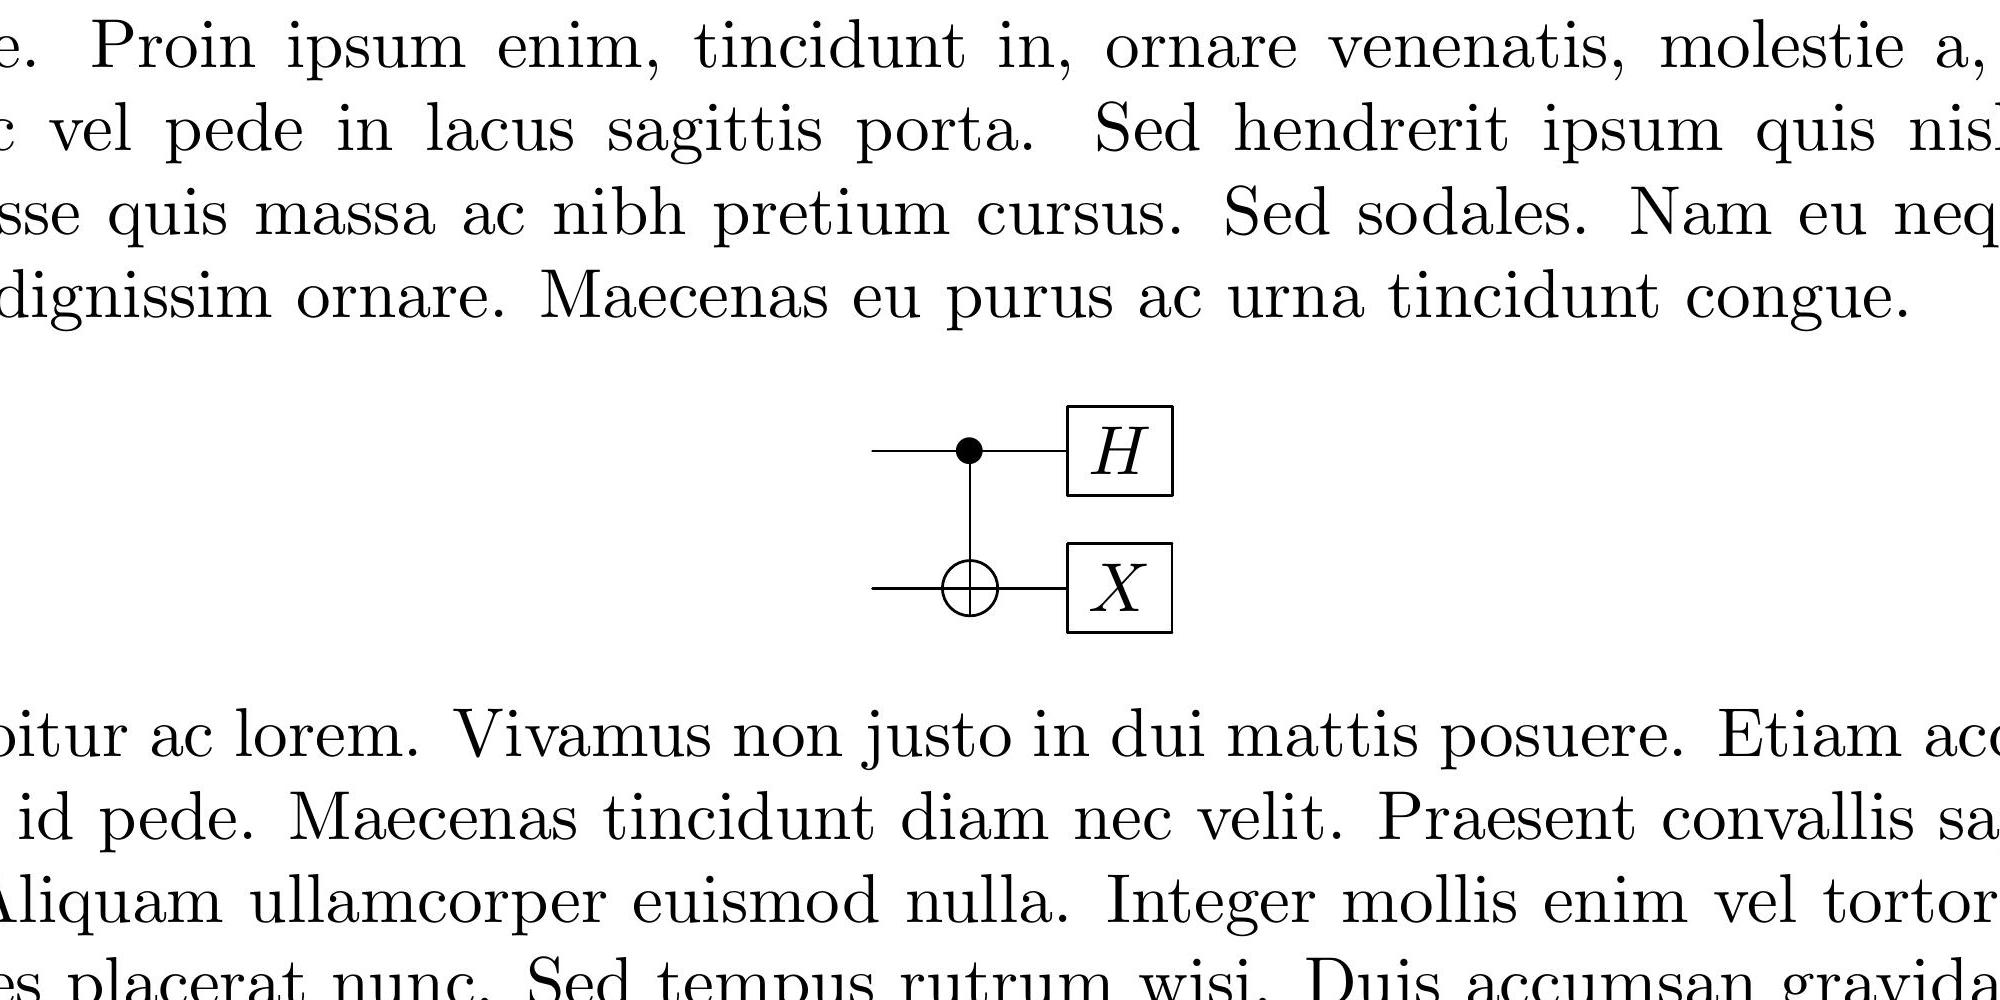 e. Proin ipsum enim, tincidunt in, ornare venenatis, molestie a,
c vel pede in lacus sagittis porta. Sed hendrerit ipsum quis nisl
sse quis massa ac nibh pretium cursus. Sed sodales. Nam eu neq
dignissim ornare. Maecenas eu purus ac urna tincidunt congue.
H
X
bitur ac lorem. Vivamus non justo in dui mattis posuere. Etiam acc
id pede. Maecenas tincidunt diam nec velit. Praesent convallis sa
Aliquam ullamcorper euismod nulla. Integer mollis enim vel tortor
es placerat nunc. Sed tempus rutrum wisi. Duis accumsan gravida